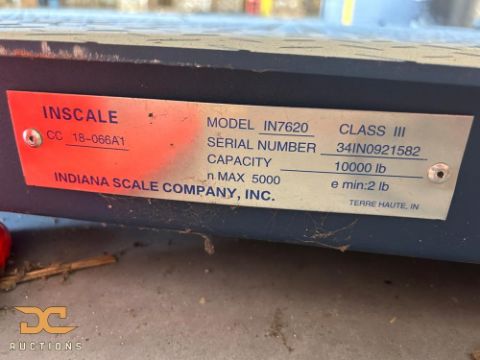 INSCALE
CC 18-066A1
MODEL IN7620 CLASS III
SERIAL NUMBER 34IN0921582
CAPACITY 10000 lb
n MAX 5000 e min:2 lb
INDIANA SCALE COMPANY, INC.
TERRE HAUTE, IN
DC
AUCTIONS